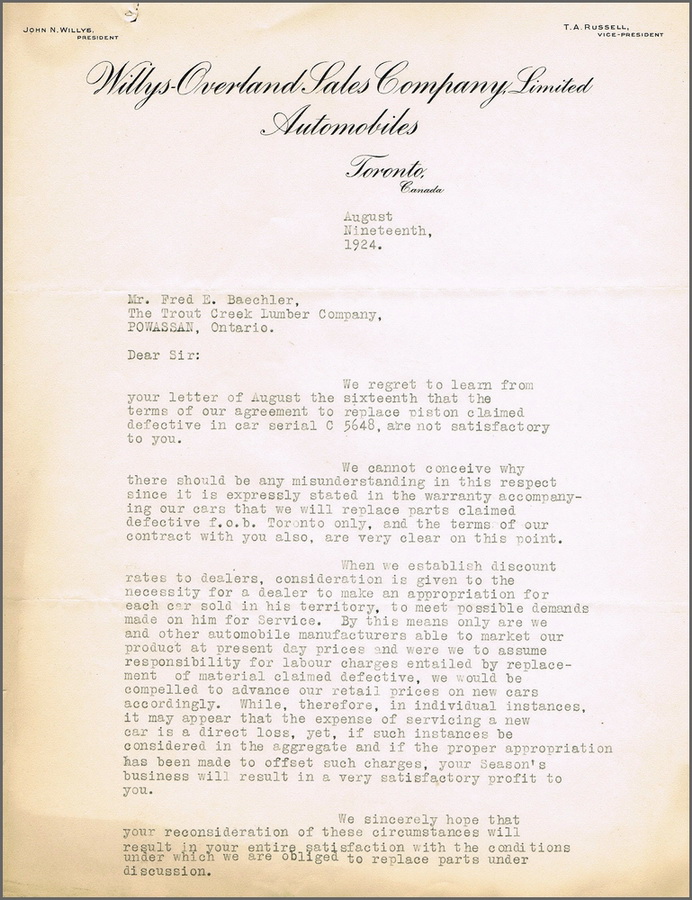 JOHN N. WILLYS,
PRESIDENT
T. A. RUSSELL,
VICE-PRESIDENT
Willys-Overland Sales Company, Limited
Automobiles
Toronto,
Canada
August
Nineteenth,
1924.
Mr. Fred E. Baechler,
The Trout Creek Lumber Company,
POWASSAN, Ontario.
Dear Sir:
We regret to learn from
your letter of August the sixteenth that the
terms of our agreement to replace piston claimed
defective in car serial C 5648, are not satisfactory
to you.
We cannot conceive why
there should be any misunderstanding in this respect
since it is expressly stated in the warranty accompany-
ing our cars that we will replace parts claimed
defective f.o.b. Toronto only, and the terms of our
contract with you also, are very clear on this point.
When we establish discount
rates to dealers, consideration is given to the
necessity for a dealer to make an appropriation for
each car sold in his territory, to meet possible demands
made on him for Service. By this means only are we
and other automobile manufacturers able to market our
product at present day prices and were we to assume
responsibility for labour charges entailed by replace-
ment of material claimed defective, we would be
compelled to advance our retail prices on new cars
accordingly. While, therefore, in individual instances,
it may appear that the expense of servicing a new
car is a direct loss, yet, if such instances be
considered in the aggregate and if the proper appropriation
has been made to offset such charges, your Season's
business will result in a very satisfactory profit to
you.
We sincerely hope that
your reconsideration of these circumstances will
result in your entire satisfaction with the conditions
under which we are obliged to replace parts under
discussion.